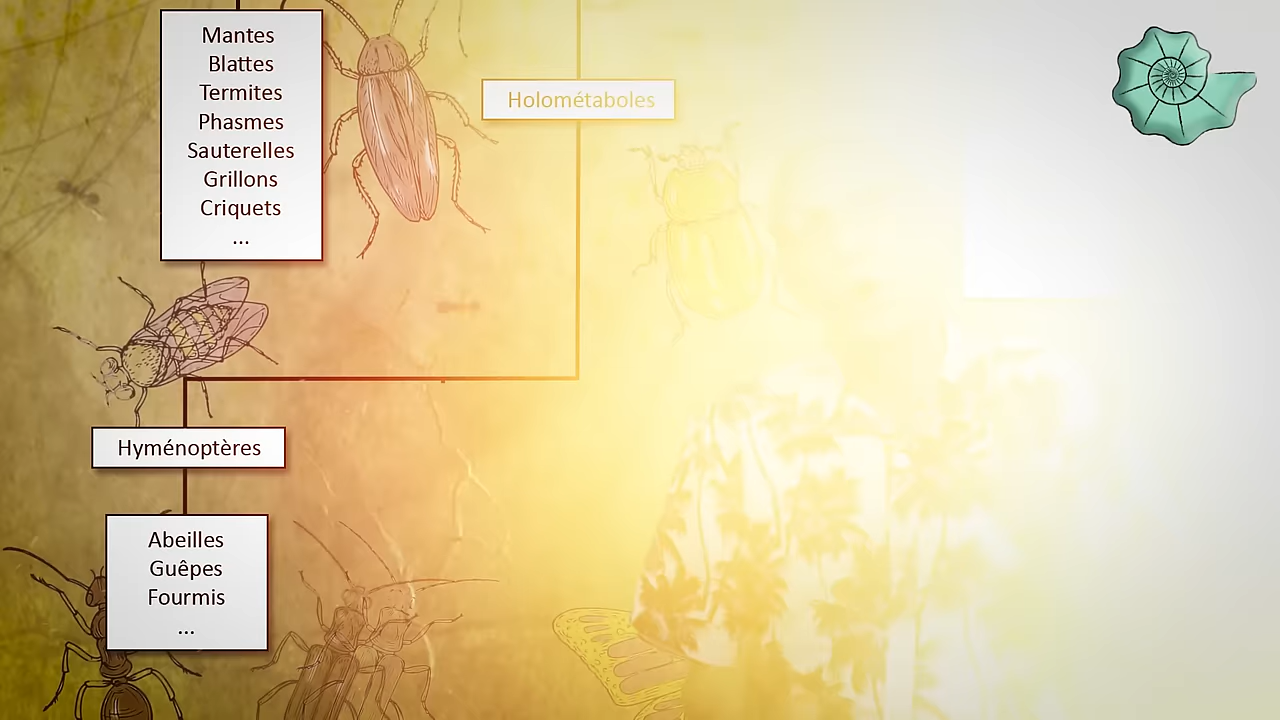 Mantes
Blattes
Termites
Phasmes
Sauterelles
Grillons
Criquets
...
Holométaboles
Hyménoptères
Abeilles
Guêpes
Fourmis
...